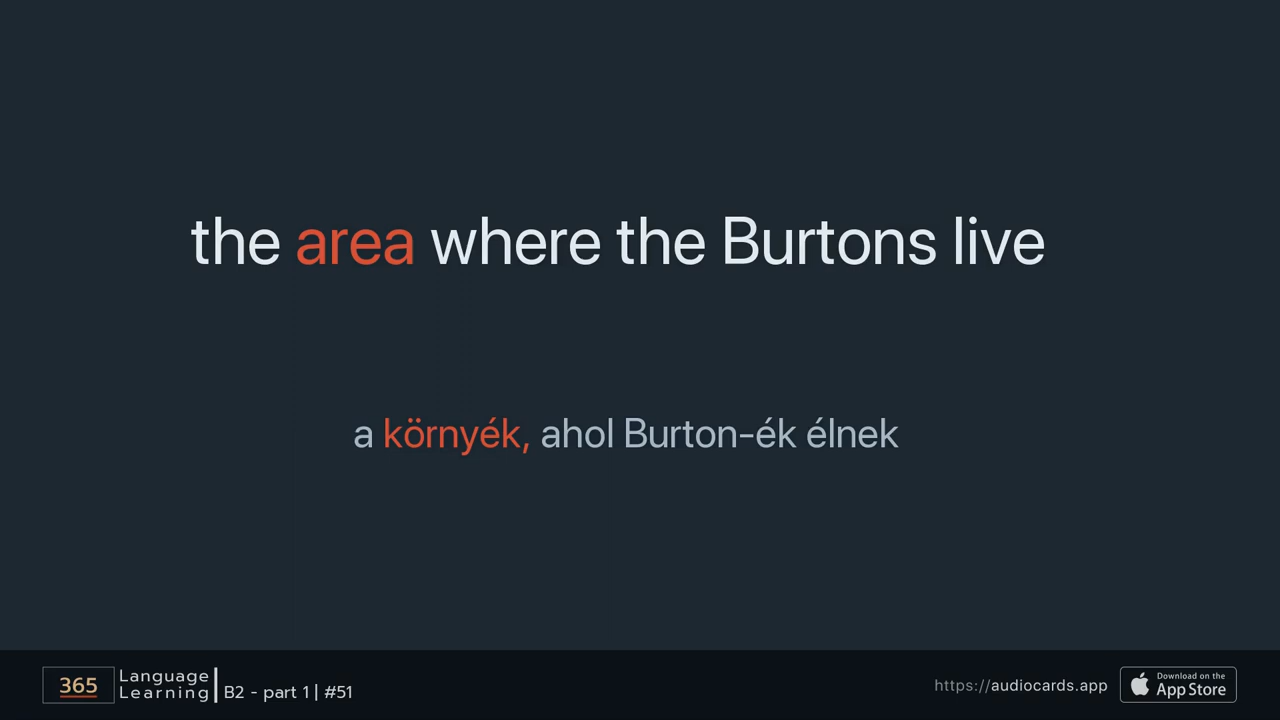 the area where the Burtons live
a környék, ahol Burton-ék élnek
365
Language
Learning
B2 - part 1 | #51
https://audiocards.app
Download on the
App Store